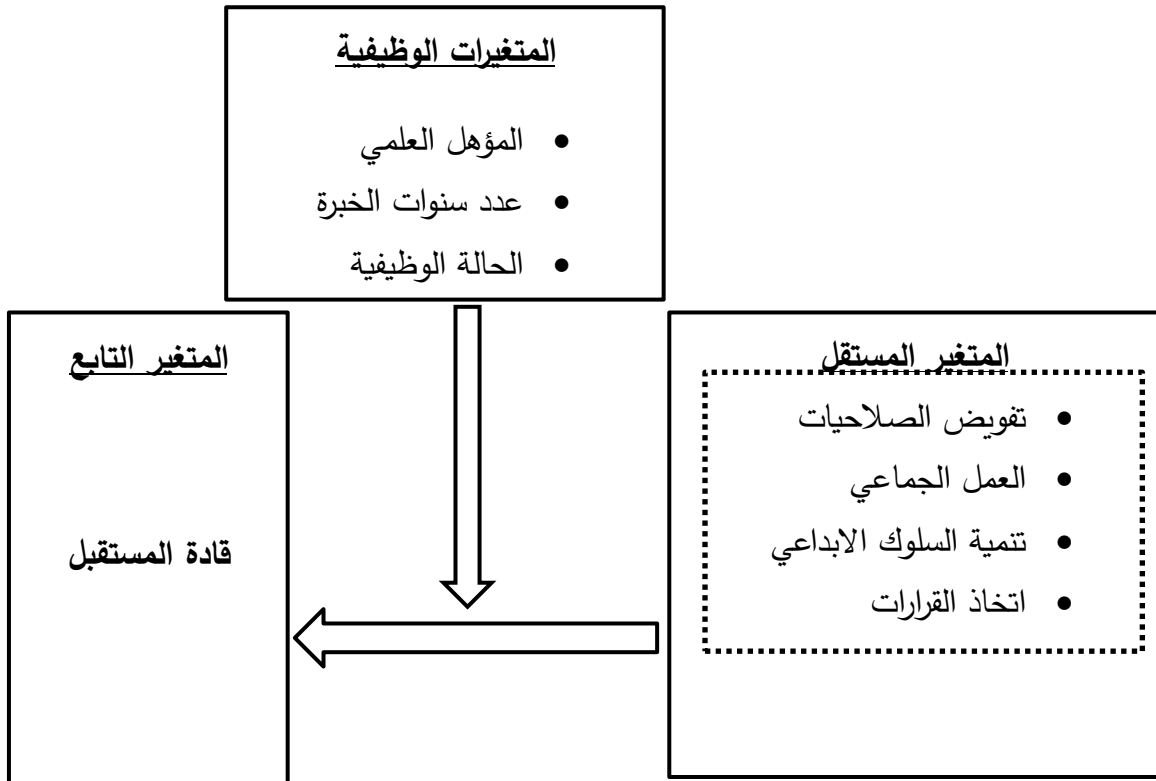 المتغيرات الوظيفية
• المؤهل العلمي
• عدد سنوات الخبرة
• الحالة الوظيفية
المتغير المستقل
• تفويض الصلاحيات
• العمل الجماعي
• تنمية السلوك الابداعي
• اتخاذ القرارات
المتغير التابع
قادة المستقبل